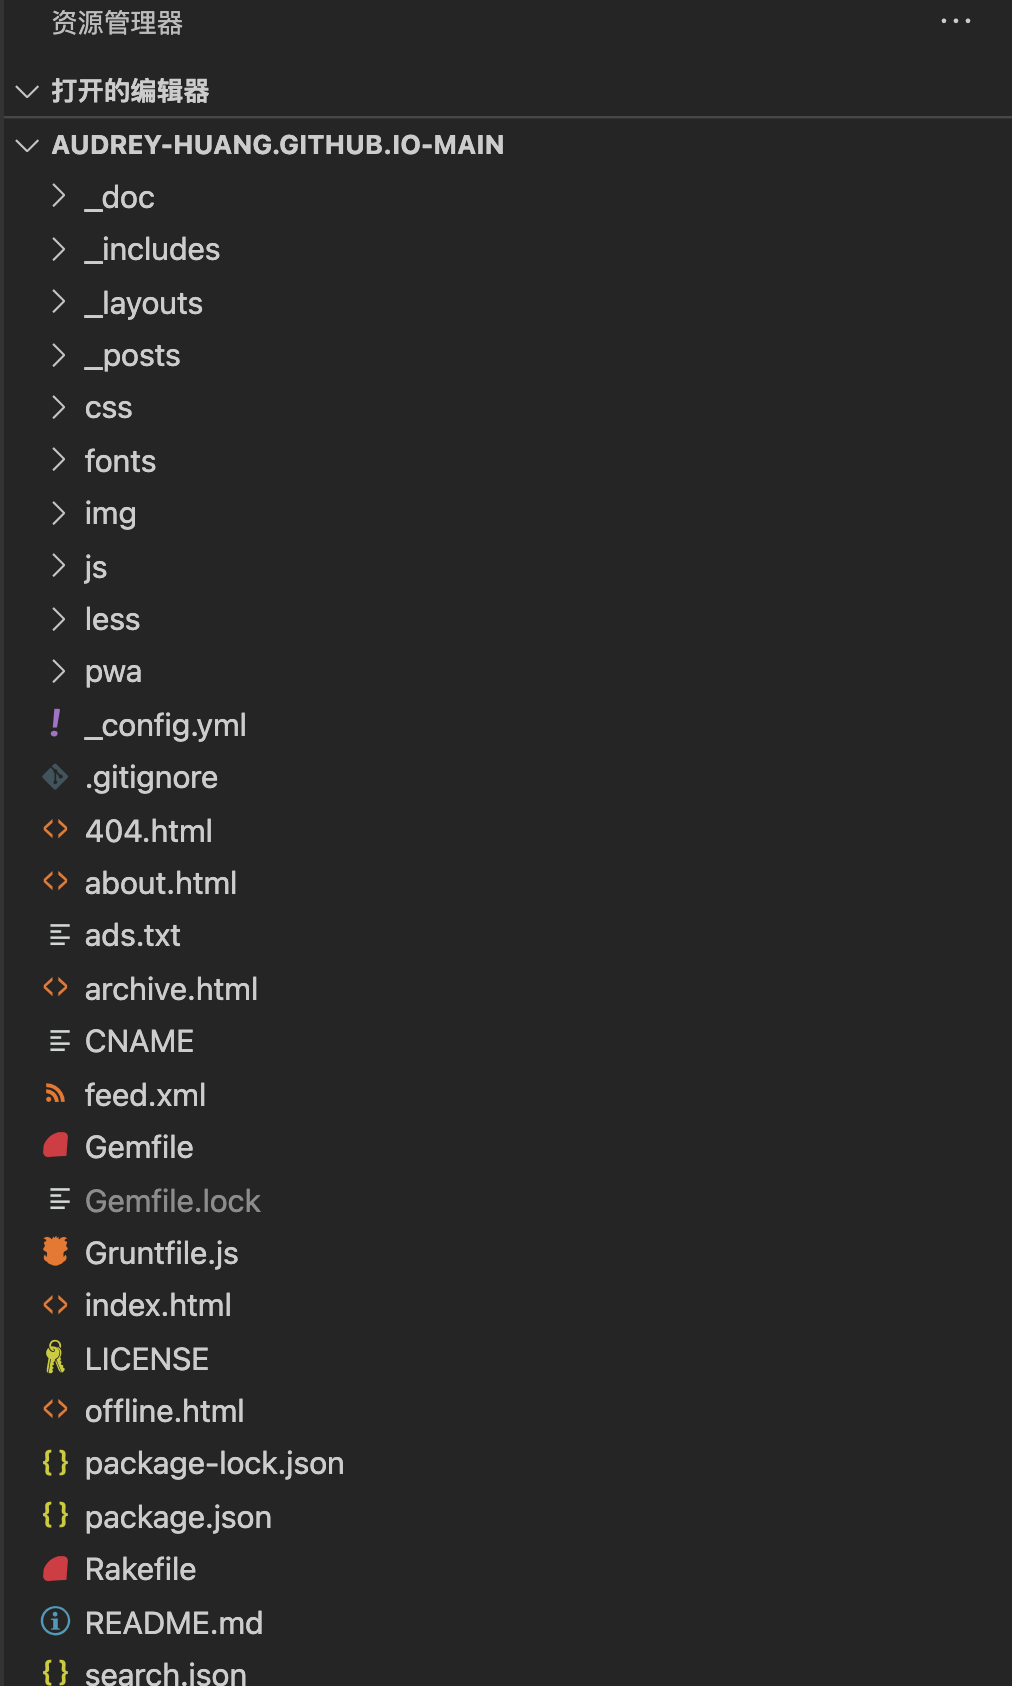 资源管理器
打开的编辑器
AUDREY-HUANG.GITHUB.IO-MAIN
_doc
_includes
_layouts
_posts
css
fonts
img
js
less
pwa
_config.yml
.gitignore
404.html
about.html
ads.txt
archive.html
CNAME
feed.xml
Gemfile
Gemfile.lock
Gruntfile.js
index.html
LICENSE
offline.html
package-lock.json
package.json
Rakefile
README.md
search.json